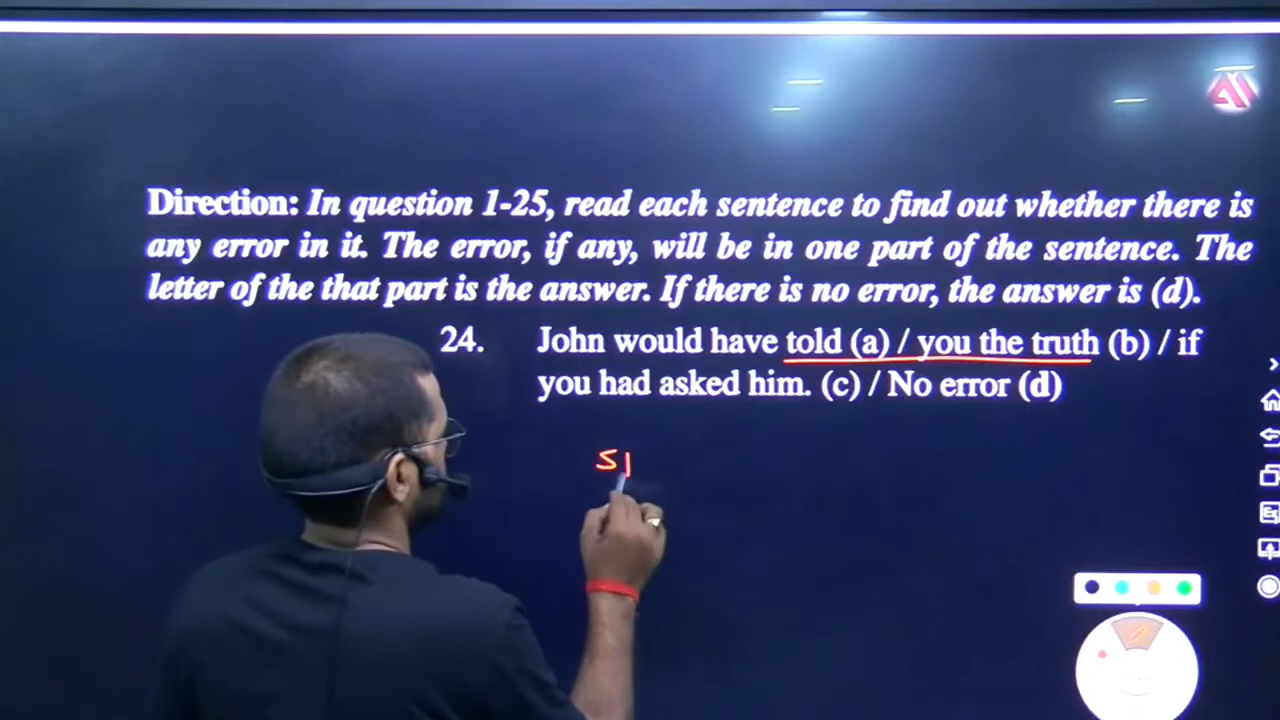 Direction: In question 1-25, read each sentence to find out whether there is
any error in it. The error, if any, will be in one part of the sentence. The
letter of the that part is the answer. If there is no error, the answer is (d).
24. John would have told (a) / you the truth (b) / if
you had asked him. (c) / No error (d)